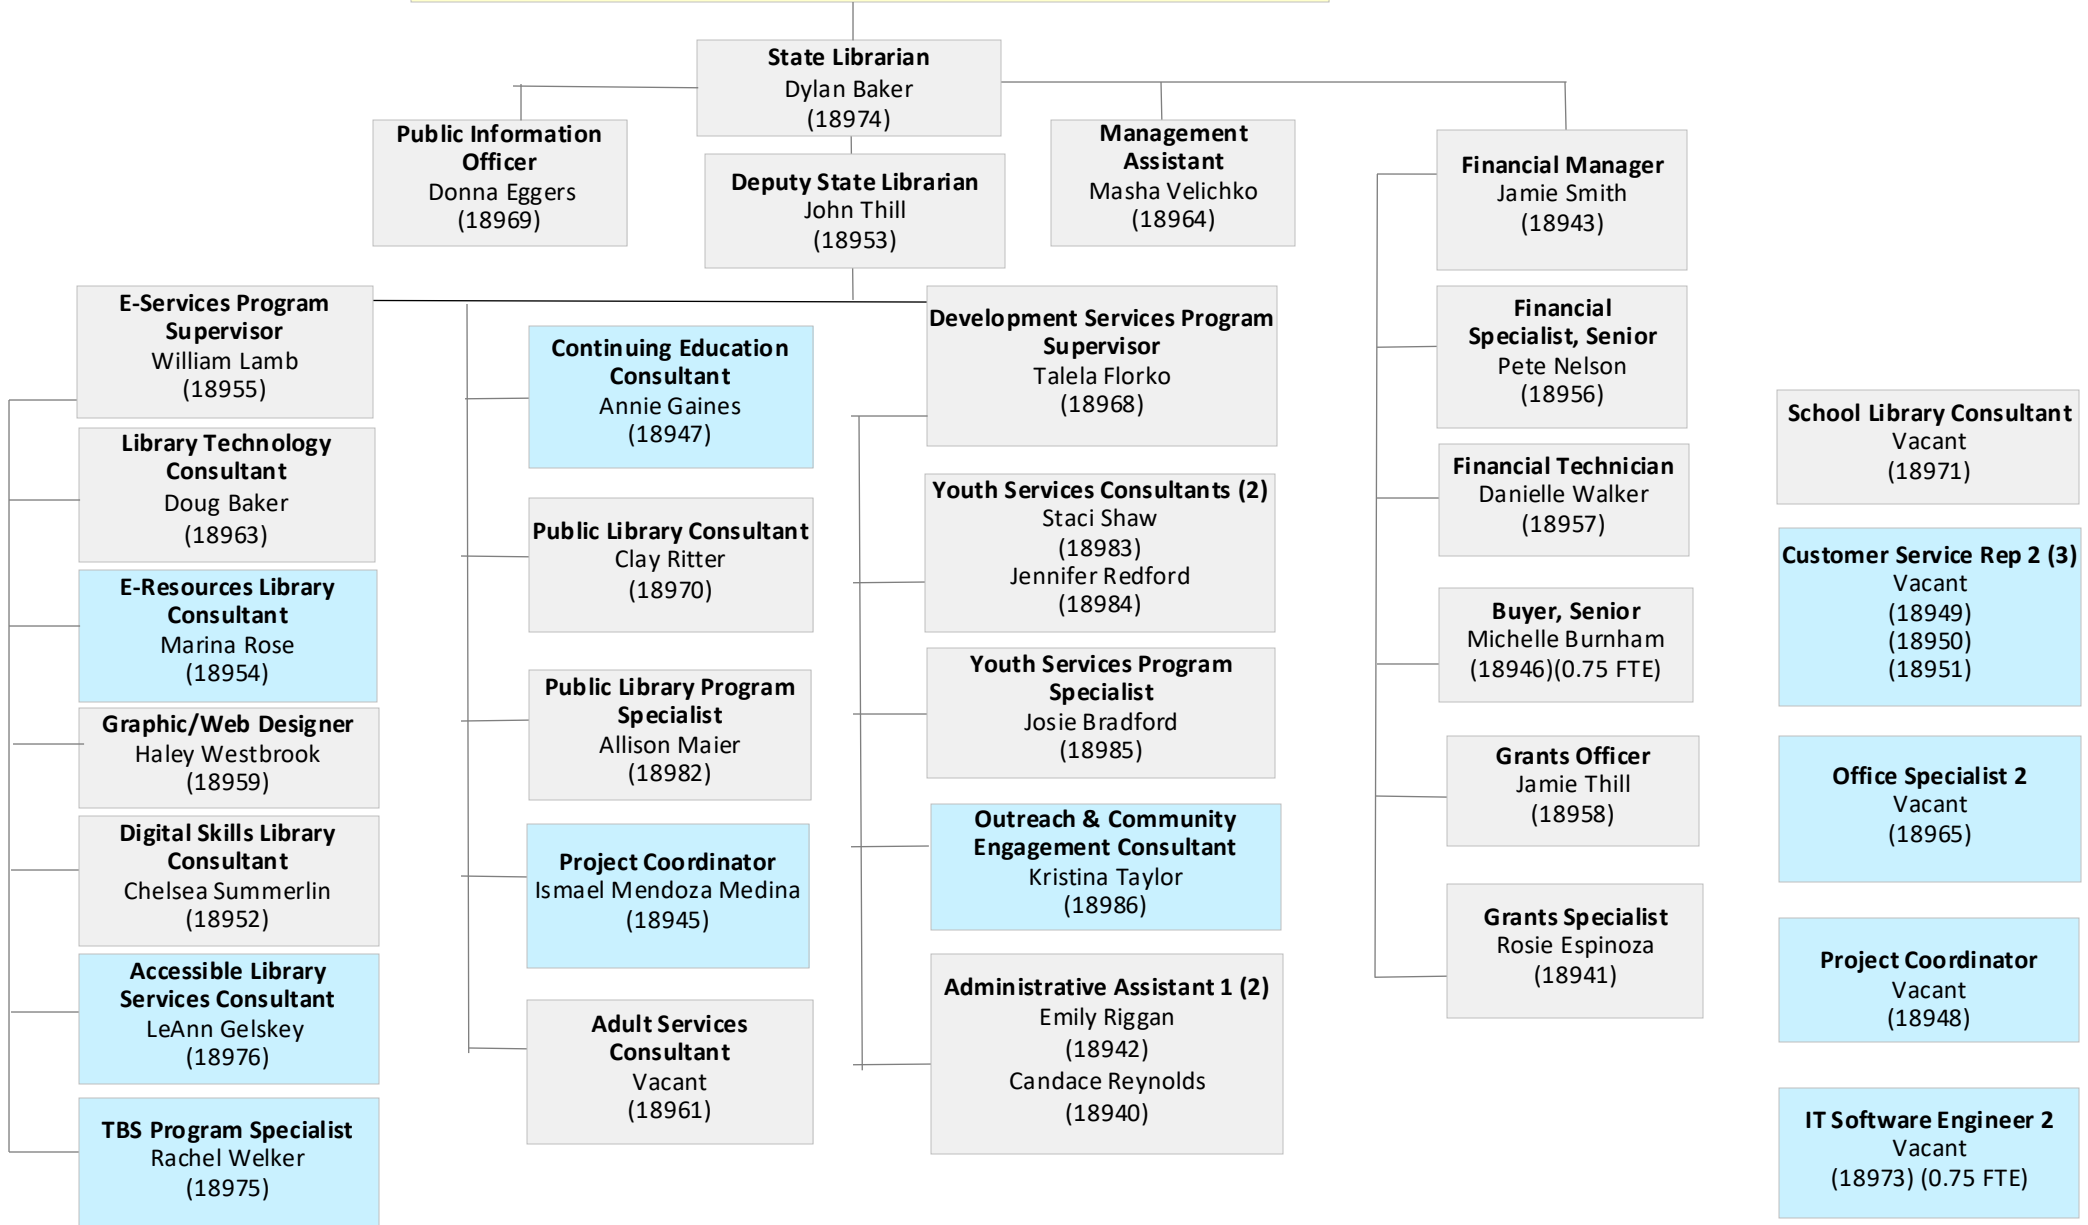 State Librarian
Dylan Baker
(18974)
Public Information
Officer
Donna Eggers
(18969)
Deputy State Librarian
John Thill
(18953)
Management
Assistant
Masha Velichko
(18964)
Financial Manager
Jamie Smith
(18943)
E-Services Program
Supervisor
William Lamb
(18955)
Library Technology
Consultant
Doug Baker
(18963)
E-Resources Library
Consultant
Marina Rose
(18954)
Graphic/Web Designer
Haley Westbrook
(18959)
Digital Skills Library
Consultant
Chelsea Summerlin
(18952)
Accessible Library
Services Consultant
LeAnn Gelskey
(18976)
TBS Program Specialist
Rachel Welker
(18975)
Continuing Education
Consultant
Annie Gaines
(18947)
Public Library Consultant
Clay Ritter
(18970)
Public Library Program
Specialist
Allison Maier
(18982)
Project Coordinator
Ismael Mendoza Medina
(18945)
Adult Services
Consultant
Vacant
(18961)
Development Services Program
Supervisor
Talela Florko
(18968)
Youth Services Consultants (2)
Staci Shaw
(18983)
Jennifer Redford
(18984)
Youth Services Program
Specialist
Josie Bradford
(18985)
Outreach & Community
Engagement Consultant
Kristina Taylor
(18986)
Administrative Assistant 1 (2)
Emily Riggan
(18942)
Candace Reynolds
(18940)
Financial
Specialist, Senior
Pete Nelson
(18956)
Financial Technician
Danielle Walker
(18957)
Buyer, Senior
Michelle Burnham
(18946)(0.75 FTE)
Grants Officer
Jamie Thill
(18958)
Grants Specialist
Rosie Espinoza
(18941)
School Library Consultant
Vacant
(18971)
Customer Service Rep 2 (3)
Vacant
(18949)
(18950)
(18951)
Office Specialist 2
Vacant
(18965)
Project Coordinator
Vacant
(18948)
IT Software Engineer 2
Vacant
(18973) (0.75 FTE)